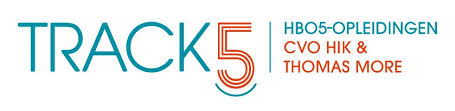 TRACK5
HBO5-OPLEIDINGEN
CVO HIK &
THOMAS MORE